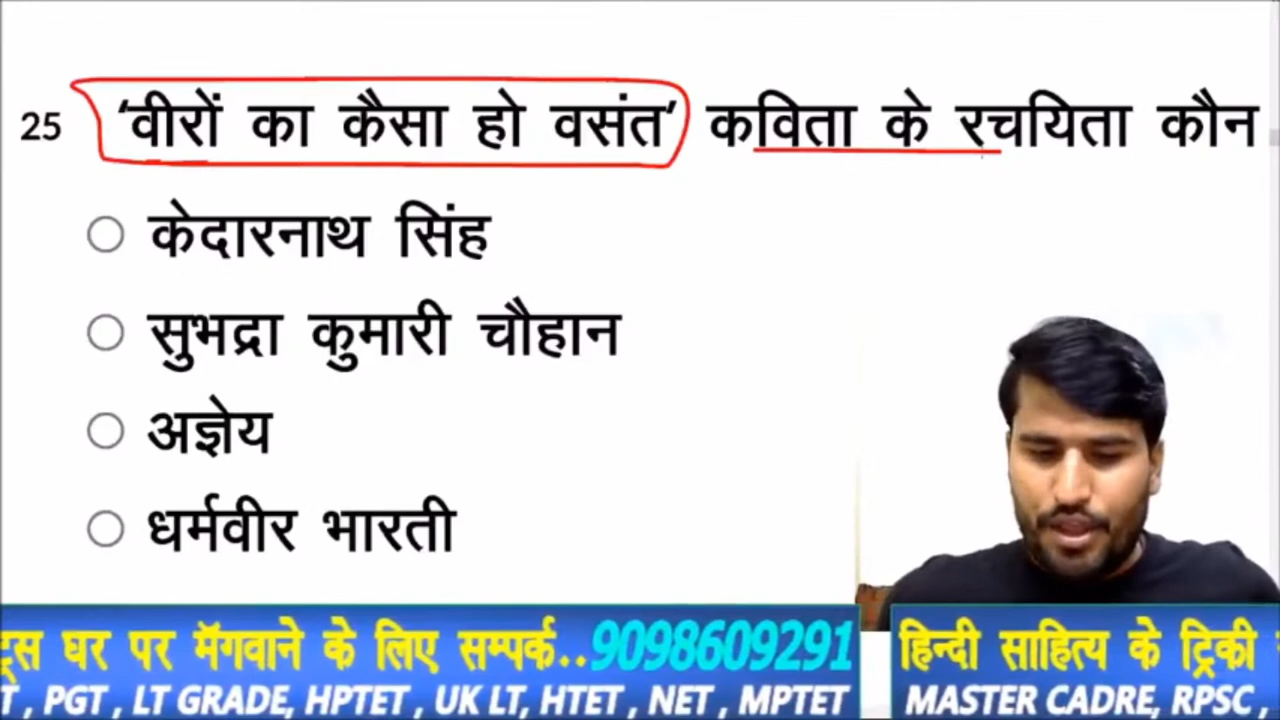 25 'वीरों का कैसा हो वसंत' कविता के रचयिता कौन
केदारनाथ सिंह
सुभद्रा कुमारी चौहान
अज्ञेय
धर्मवीर भारती
घर पर मॅगवाने के लिए सम्पर्क..9098609291
T , PGT , LT GRADE, HPTET , UK LT, HTET , NET , MPTET
हिन्दी साहित्य के ट्रिकी
MASTER CADRE, RPSC ,